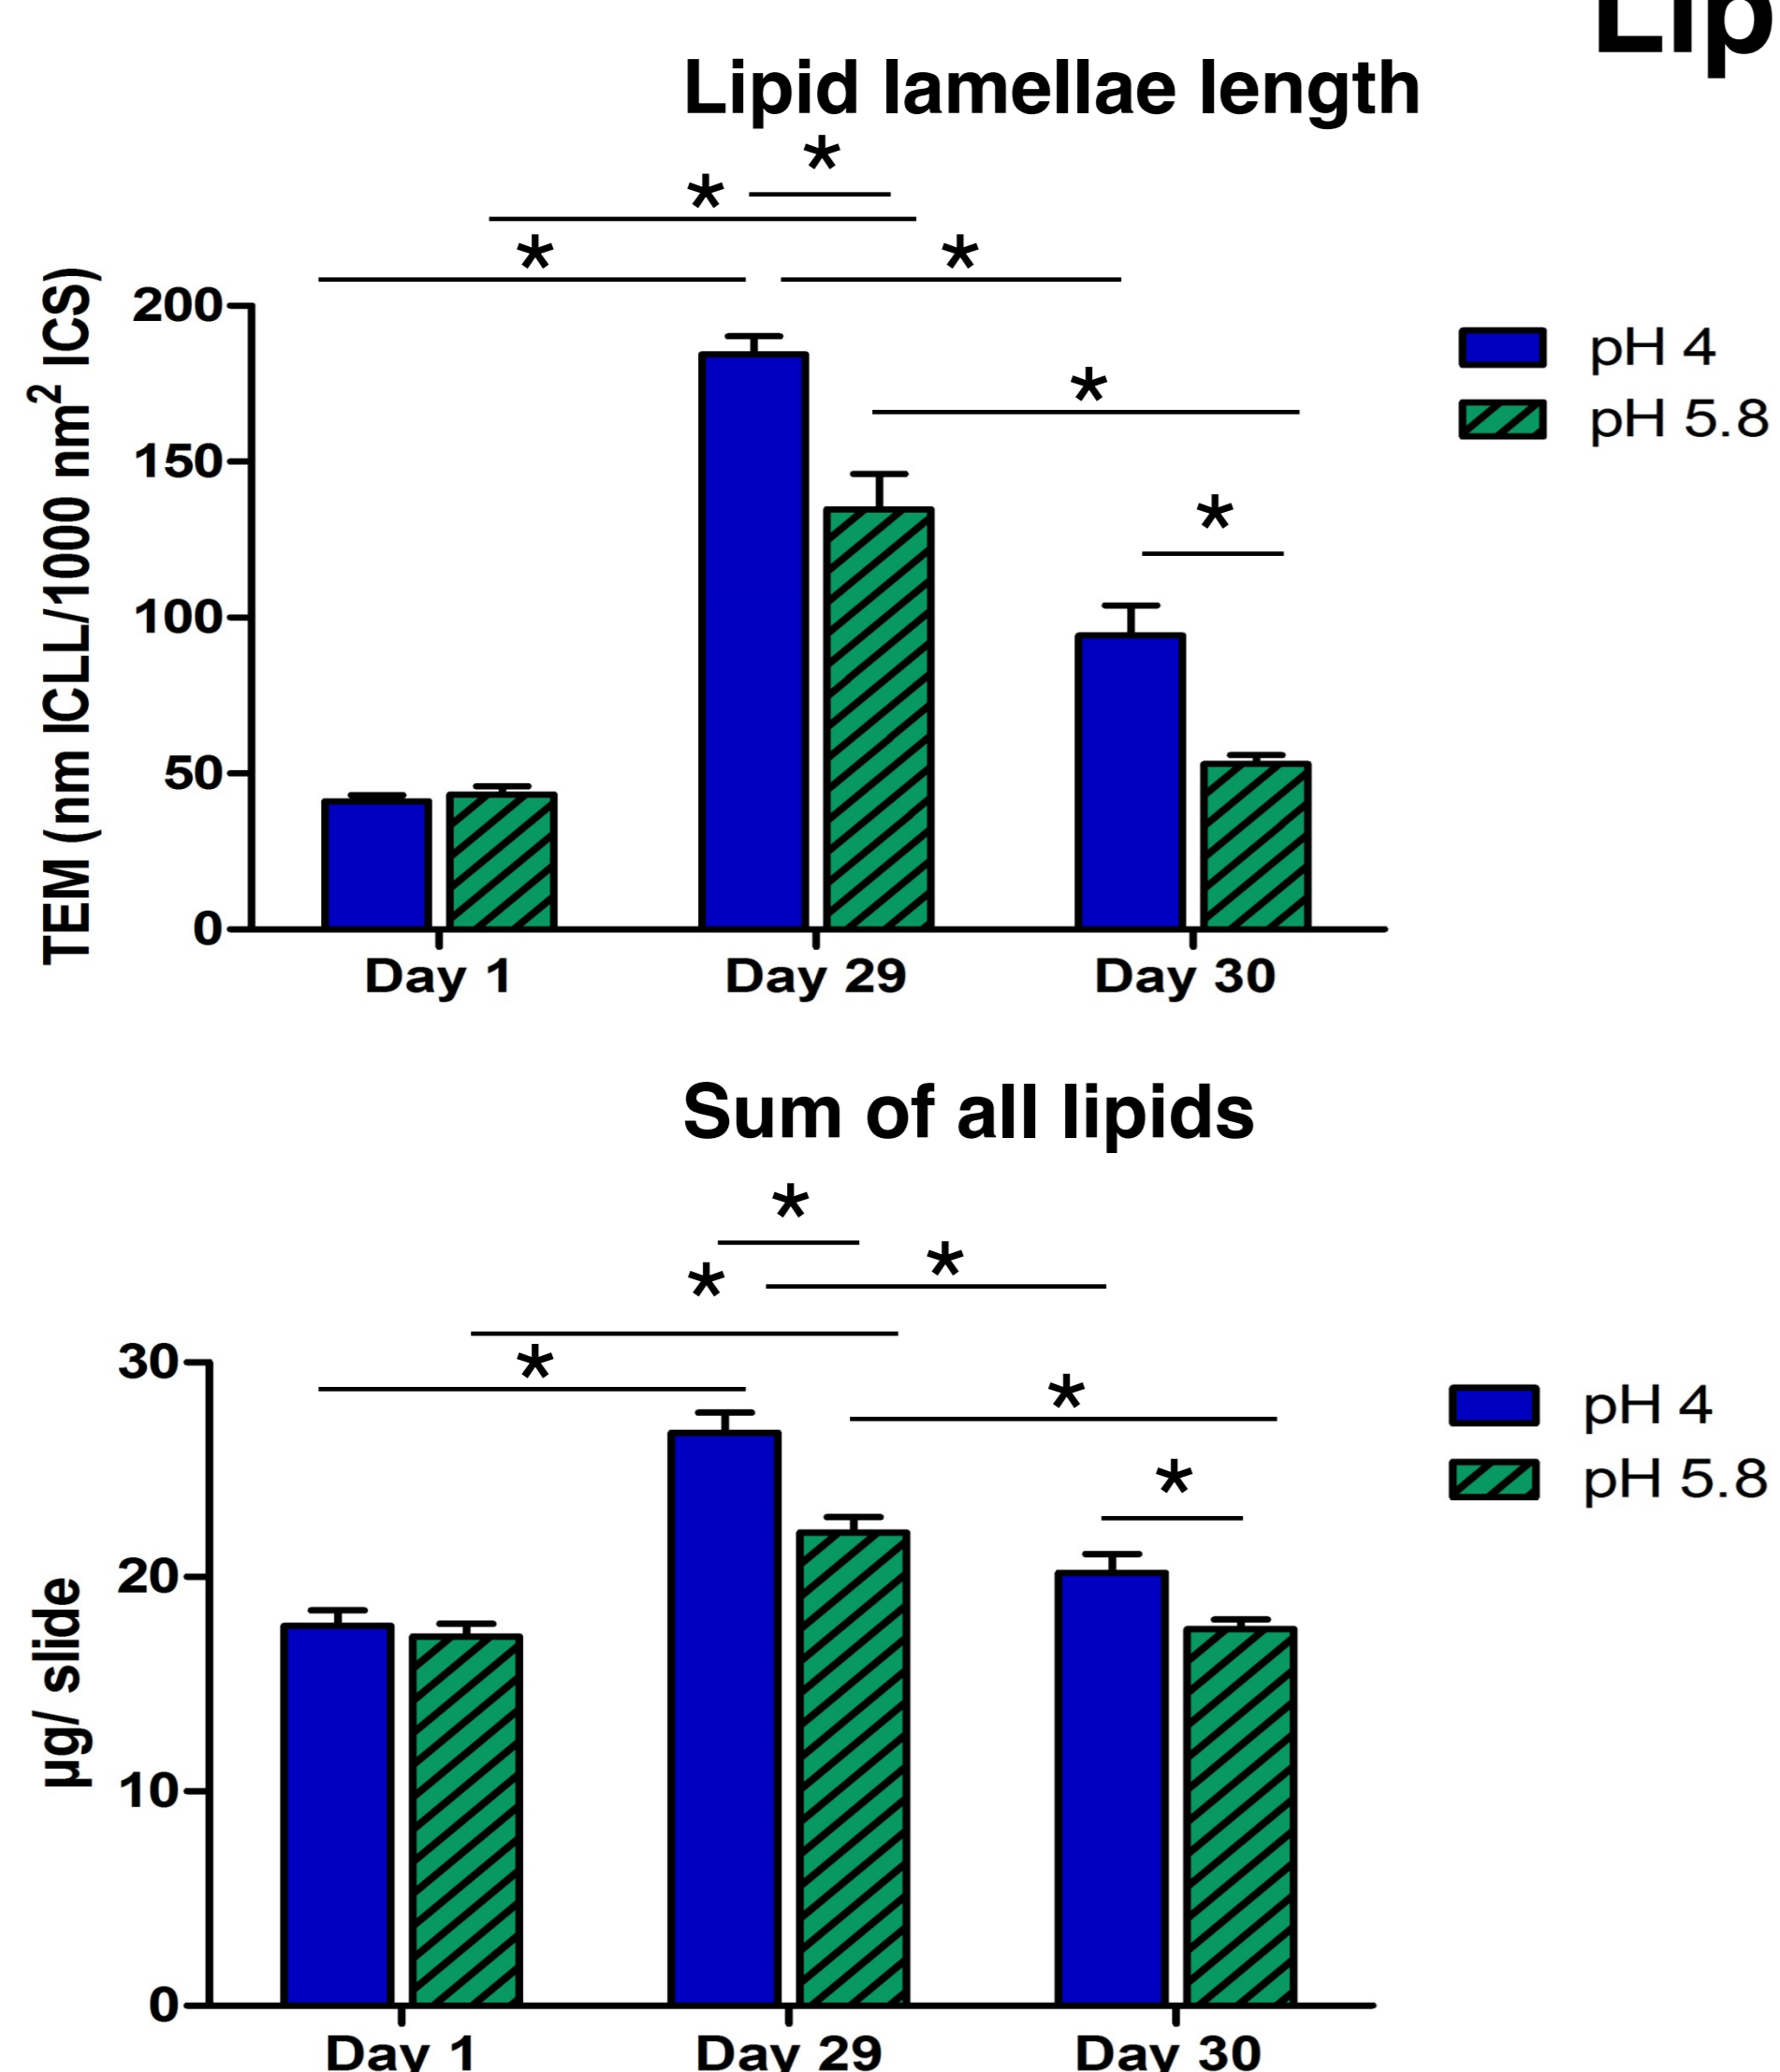 Lip
Lipid lamellae length
*
*
*
*
*
*
TEM (nm ICLL/1000 nm² ICS)
200
150
100
50
0
Day 1
Day 29
Day 30
pH 4
pH 5.8
Sum of all lipids
*
*
*
*
*
*
µg/ slide
30
20
10
0
Day 1
Day 29
Day 30
pH 4
pH 5.8